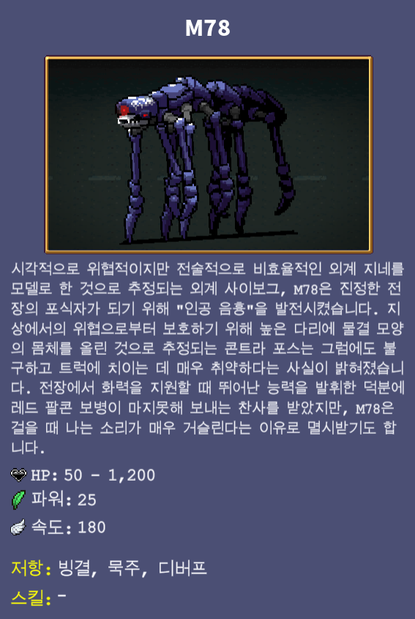 M78
시각적으로 위협적이지만 전술적으로 비효율적인 외계 지네를
모델로 한 것으로 추정되는 외계 사이보그, M78은 진정한 전
장의 포식자가 되기 위해 "인공 음흉"을 발전시켰습니다. 지
상에서의 위협으로부터 보호하기 위해 높은 다리에 물결 모양
의 몸체를 올린 것으로 추정되는 콘트라 포스는 그럼에도 불
구하고 트럭에 치이는 데 매우 취약하다는 사실이 밝혀졌습니
다. 전장에서 화력을 지원할 때 뛰어난 능력을 발휘한 덕분에
레드 팔콘 보병이 마지못해 보내는 찬사를 받았지만, M78은
걸을 때 나는 소리가 매우 거슬린다는 이유로 멸시받기도 합
니다.
HP: 50 - 1,200
파워: 25
속도: 180
저항: 빙결, 묵주, 디버프
스킬: -